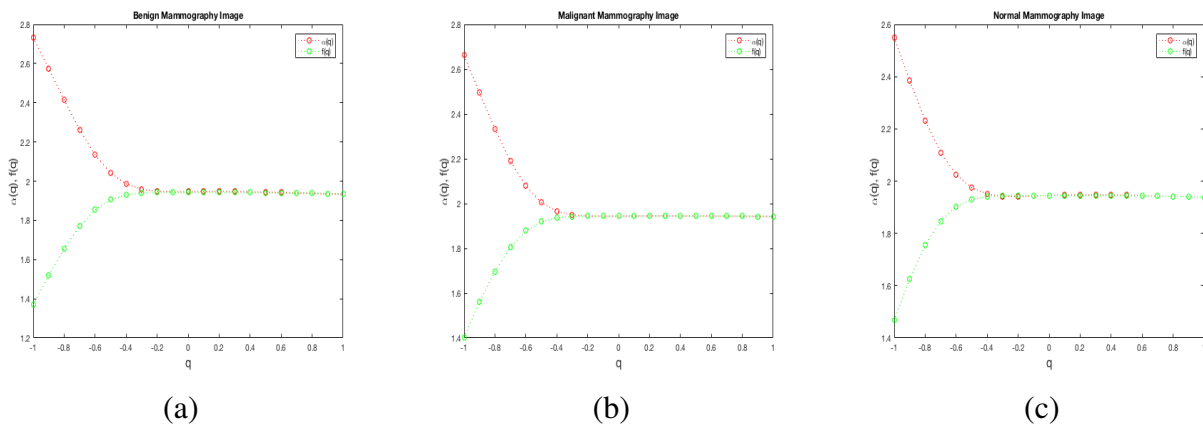 Benign Mammography Image
α(q)
f(q)
α(q), f(q)
2.8
2.6
2.4
2.2
2
1.8
1.6
1.4
1.2
-1 -0.8 -0.6 -0.4 -0.2 0 0.2 0.4 0.6 0.8 1
q
(a)
Malignant Mammography Image
α(q)
f(q)
α(q), f(q)
2.8
2.6
2.4
2.2
2
1.8
1.6
1.4
-1 -0.8 -0.6 -0.4 -0.2 0 0.2 0.4 0.6 0.8 1
q
(b)
Normal Mammography Image
α(q)
f(q)
α(q), f(q)
2.6
2.4
2.2
2
1.8
1.6
1.4
-1 -0.8 -0.6 -0.4 -0.2 0 0.2 0.4 0.6 0.8 1
q
(c)